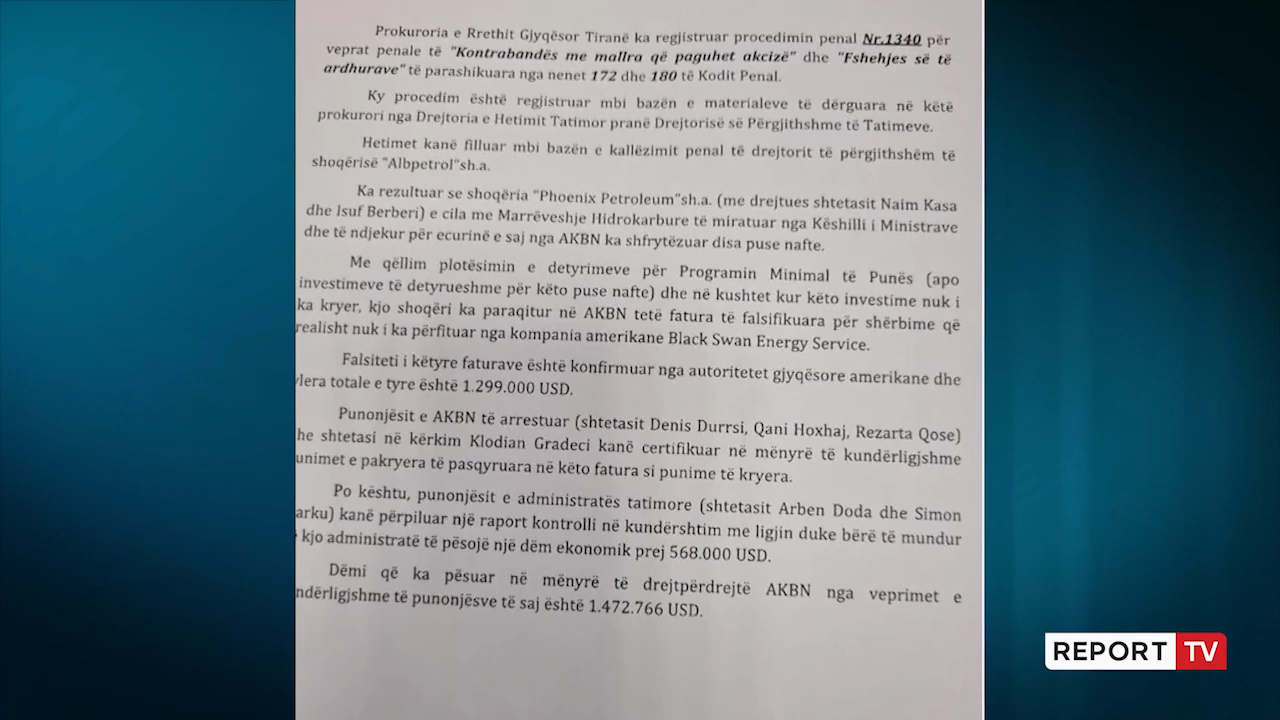 Prokuroria e Rrethit Gjyqësor Tiranë ka regjistruar procedimin penal Nr.1340 për
veprat penale të "Kontrabandës me mallra që paguhet akcizë" dhe "Fshehjes së të
ardhurave" të parashikuara nga nenet 172 dhe 180 të Kodit Penal.
Ky procedim është regjistruar mbi bazën e materialeve të dërguara në këtë
prokurori nga Drejtoria e Hetimit Tatimor pranë Drejtorisë së Përgjithshme të Tatimeve.
Hetimet kanë filluar mbi bazën e kallëzimit penal të drejtorit të përgjithshëm të
shoqërisë "Albpetrol"sh.a.
Ka rezultuar se shoqëria "Phoenix Petroleum"sh.a. (me drejtues shtetasit Naim Kasa
dhe Isuf Berberi) e cila me Marrëveshje Hidrokarbure të miratuar nga Këshilli i Ministrave
dhe të ndjekur për ecurinë e saj nga AKBN ka shfrytëzuar disa puse nafte.
Me qëllim plotësimin e detyrimeve për Programin Minimal të Punës (apo
investimeve të detyrueshme për këto puse nafte) dhe në kushtet kur këto investime nuk i
ka kryer, kjo shoqëri ka paraqitur në AKBN tetë fatura të falsifikuara për shërbime që
realisht nuk i ka përfituar nga kompania amerikane Black Swan Energy Service.
Falsiteti i këtyre faturave është konfirmuar nga autoritetet gjyqësore amerikane dhe
vlera totale e tyre është 1.299.000 USD.
Punonjësit e AKBN të arrestuar (shtetasit Denis Durrsi, Qani Hoxhaj, Rezarta Qose)
he shtetasi në kërkim Klodian Gradeci kanë certifikuar në mënyrë të kundërligjshme
unimet e pakryera të pasqyruara në këto fatura si punime të kryera.
Po kështu, punonjësit e administratës tatimore (shtetasit Arben Doda dhe Simon
arku) kanë përpiluar një raport kontrolli në kundërshtim me ligjin duke bërë të mundur
kjo administratë të pësojë një dëm ekonomik prej 568.000 USD.
Dëmi që ka pësuar në mënyrë të drejtpërdrejtë AKBN nga veprimet e
ndërligjshme të punonjësve të saj është 1.472.766 USD.
REPORT TV